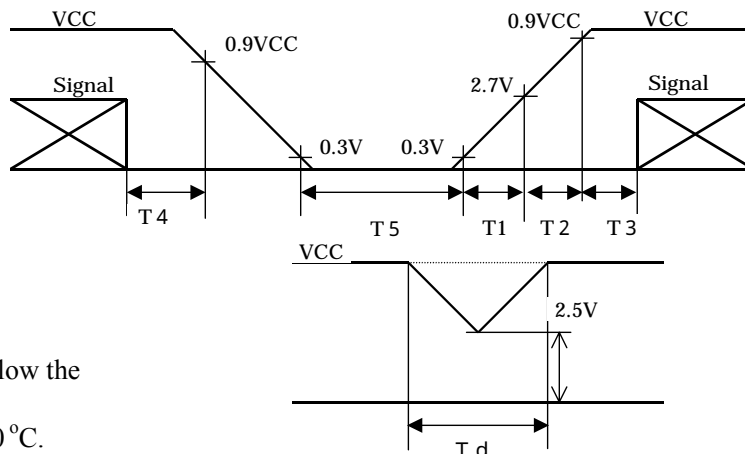 VCC 0.9VCC 0.9VCC VCC
Signal 2.7V Signal
0.3V 0.3V
T4 T5 T1 T2 T3
VCC
2.5V
low the
0 °C.
Td